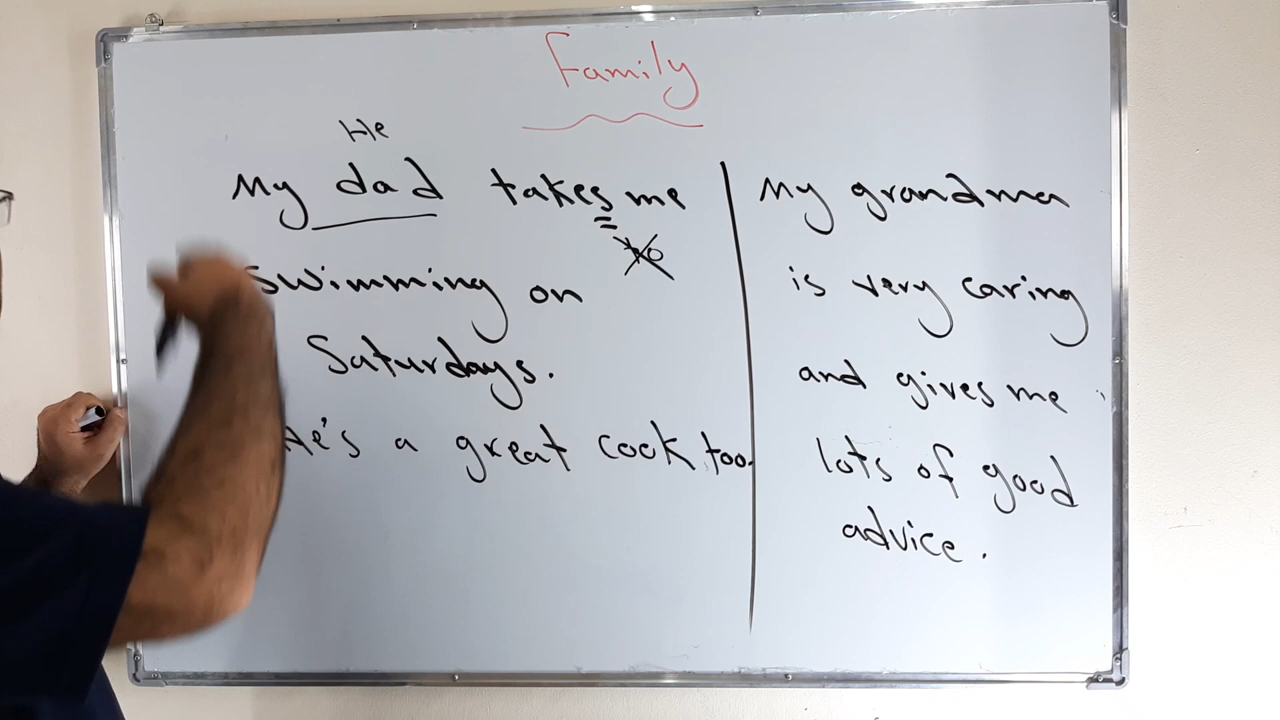 Family
He
My dad takes me
to
swimming on
Saturdays.
He's a great cook too.
My grandma
is very caring
and gives me
lots of good
advice.